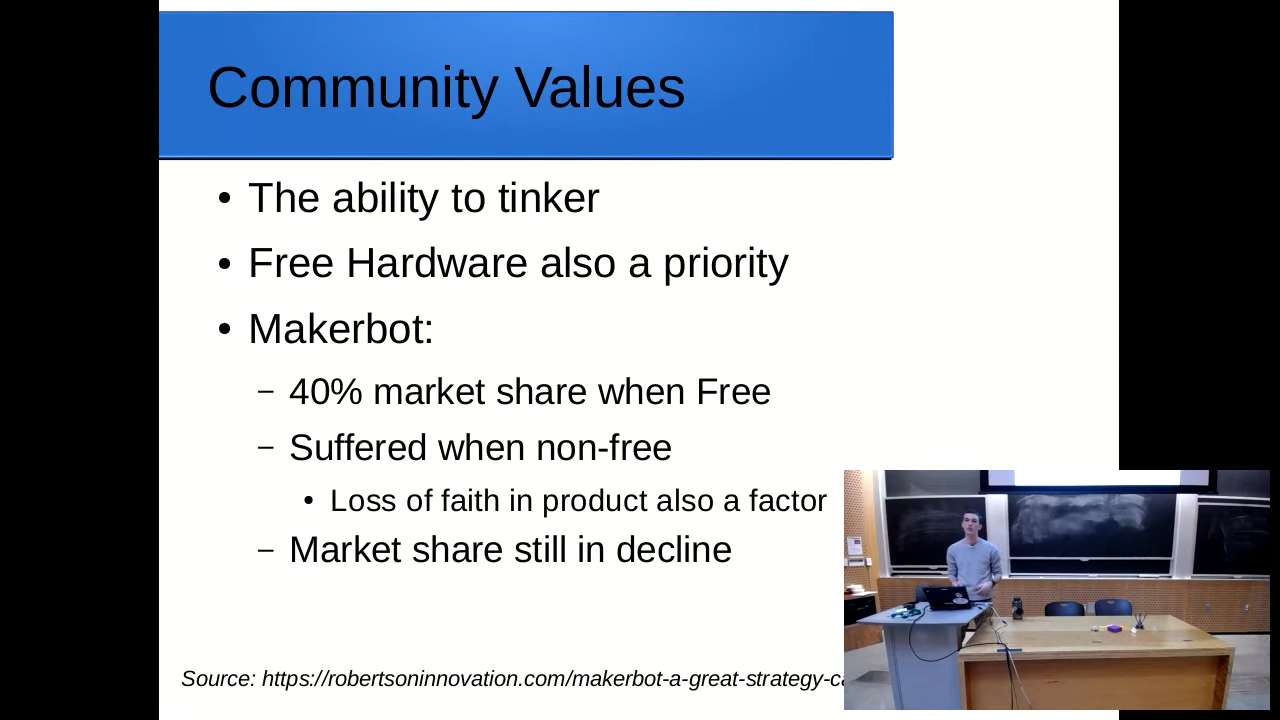 Community Values
• The ability to tinker
• Free Hardware also a priority
• Makerbot:
– 40% market share when Free
– Suffered when non-free
• Loss of faith in product also a factor
– Market share still in decline
Source: https://robertsoninnovation.com/makerbot-a-great-strategy-ca